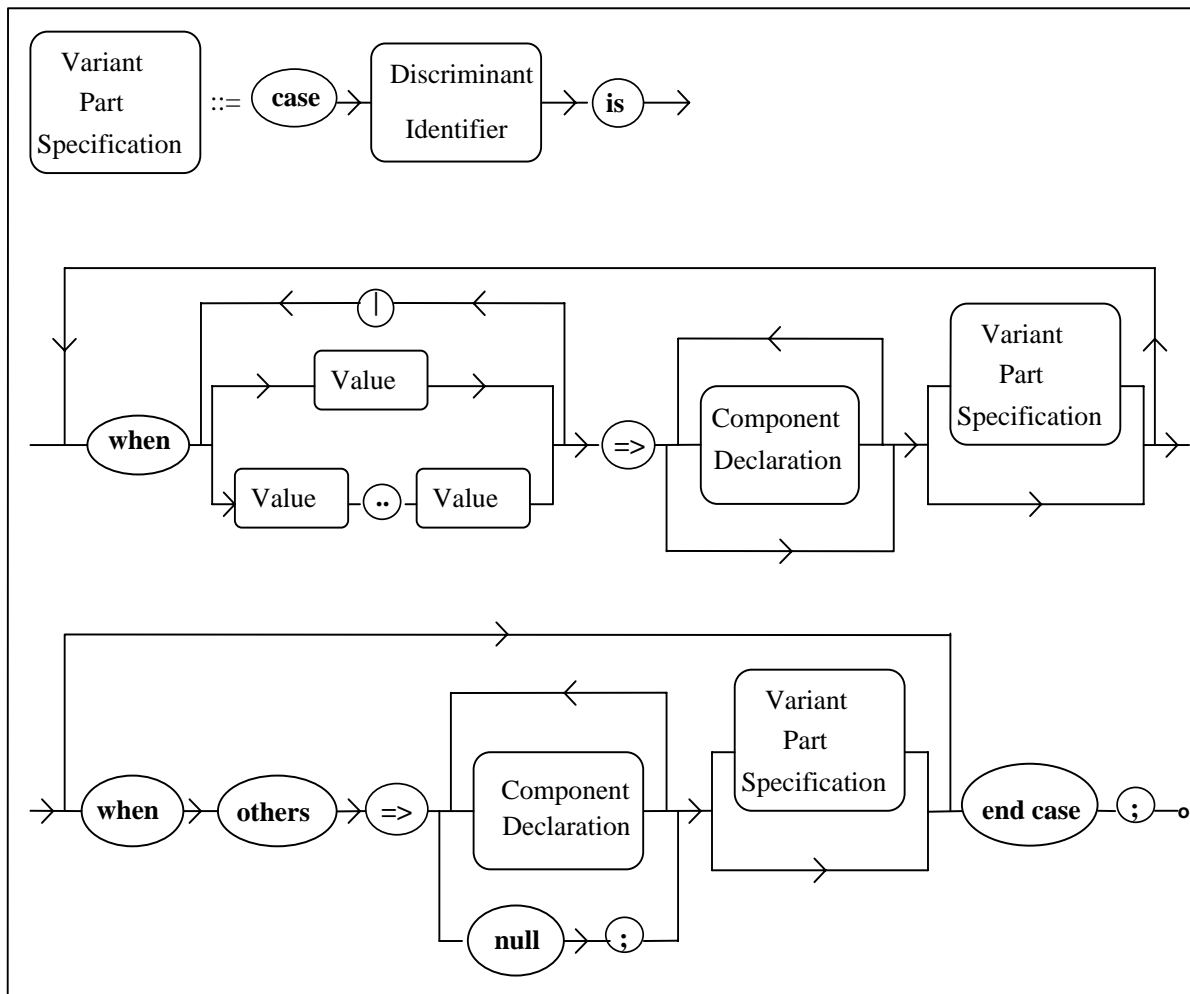 Variant
Part
Specification
::=
case
Discriminant
Identifier
is
|
Value
when
Value
..
Value
=>
Component
Declaration
Variant
Part
Specification
when
others
=>
Component
Declaration
null
;
Variant
Part
Specification
end case
;